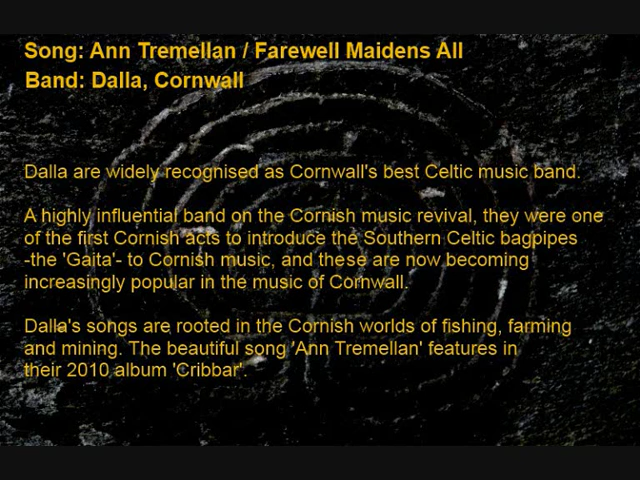 Song: Ann Tremellan / Farewell Maidens All
Band: Dalla, Cornwall
Dalla are widely recognised as Cornwall's best Celtic music band.
A highly influential band on the Cornish music revival, they were one
of the first Cornish acts to introduce the Southern Celtic bagpipes
-the 'Gaita'- to Cornish music, and these are now becoming
increasingly popular in the music of Cornwall.
Dalla's songs are rooted in the Cornish worlds of fishing, farming
and mining. The beautiful song 'Ann Tremellan' features in
their 2010 album 'Cribbar'.